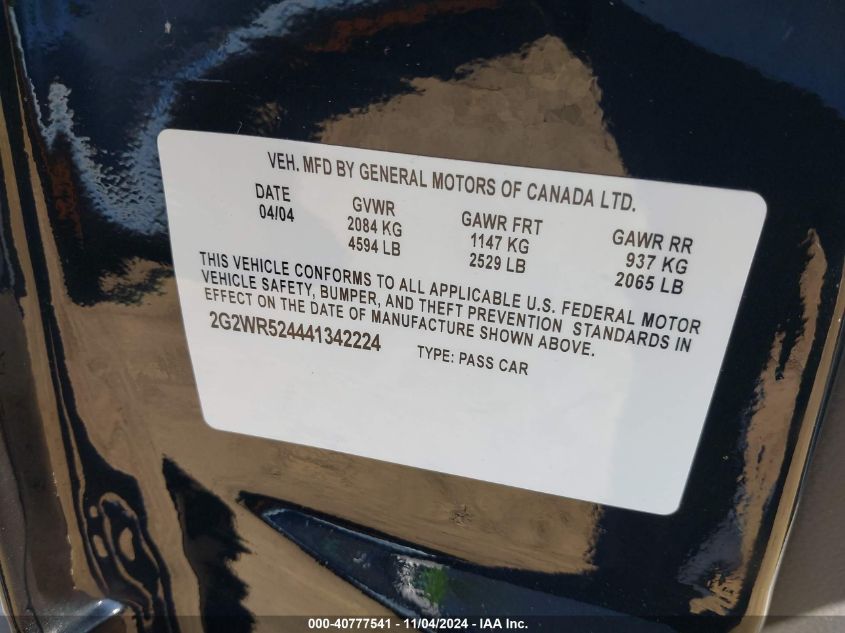 VEH. MFD BY GENERAL MOTORS OF CANADA LTD.
DATE GVWR GAWR FRT GAWR RR
04/04 2084 KG 1147 KG 937 KG
4594 LB 2529 LB 2065 LB
THIS VEHICLE CONFORMS TO ALL APPLICABLE U.S. FEDERAL MOTOR
VEHICLE SAFETY, BUMPER, AND THEFT PREVENTION STANDARDS IN
EFFECT ON THE DATE OF MANUFACTURE SHOWN ABOVE.
2G2WR524441342224 TYPE: PASS CAR
000-40777541 - 11/04/2024 - IAA Inc.